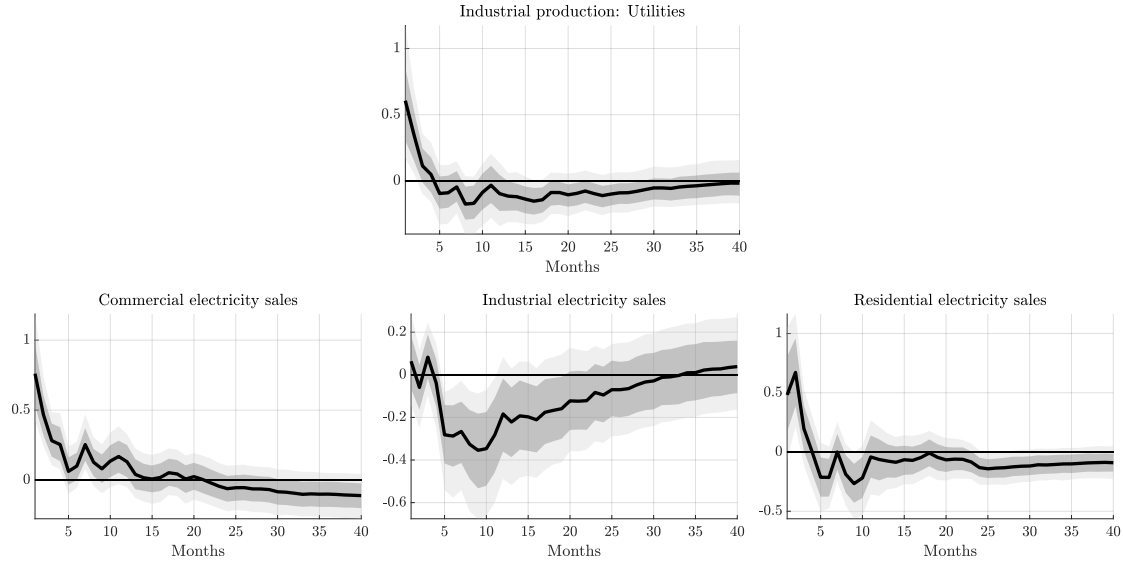 Industrial production: Utilities
1
0.5
0
5 10 15 20 25 30 35 40
Months
Commercial electricity sales
1
0.5
0
5 10 15 20 25 30 35 40
Months
Industrial electricity sales
0.2
0
-0.2
-0.4
-0.6
5 10 15 20 25 30 35 40
Months
Residential electricity sales
1
0.5
0
-0.5
5 10 15 20 25 30 35 40
Months